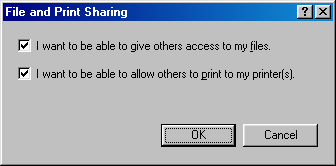 File and Print Sharing
I want to be able to give others access to my files.
I want to be able to allow others to print to my printer(s).
OK
Cancel